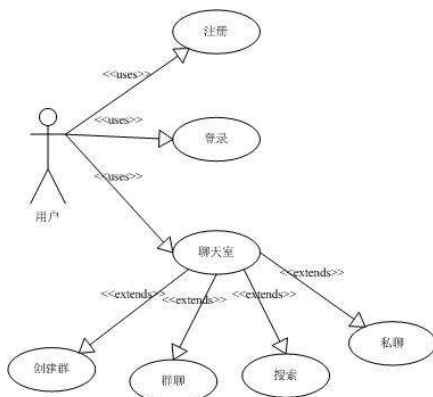 注册
<<uses>>
<<uses>>
登录
<<uses>>
用户
聊天室
<<extends>>
<<extends>>
<<extends>>
<<extends>>
私聊
创建群
群聊
搜索